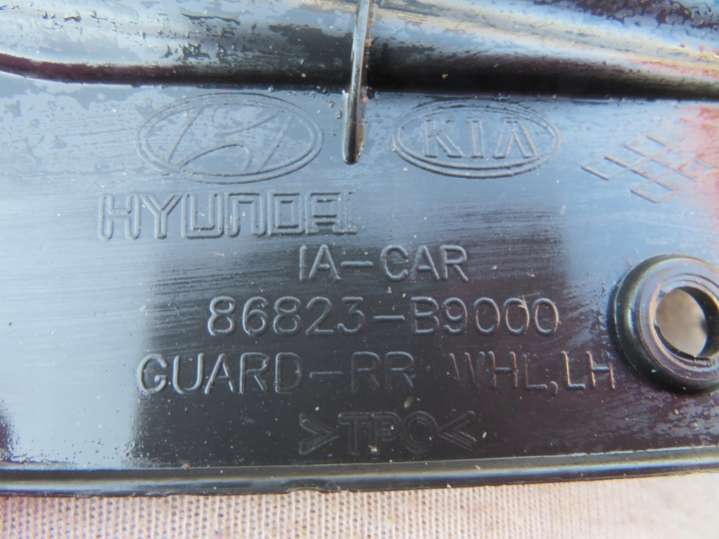 KIA
HYUNDAI
IA-CAR
86823-B9000
GUARD-RR WHL,LH
>TPO<